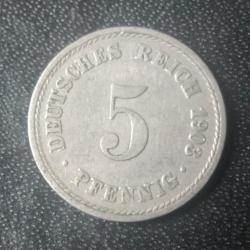 DEUTSCHES REICH 1903
5
· PFENNIG ·